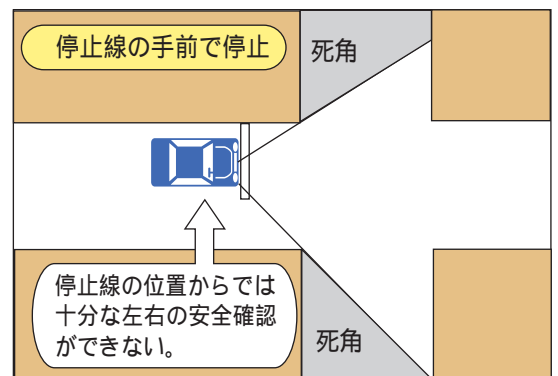 停止線の手前で停止
死角
停止線の位置からでは
十分な左右の安全確認
ができない。
死角